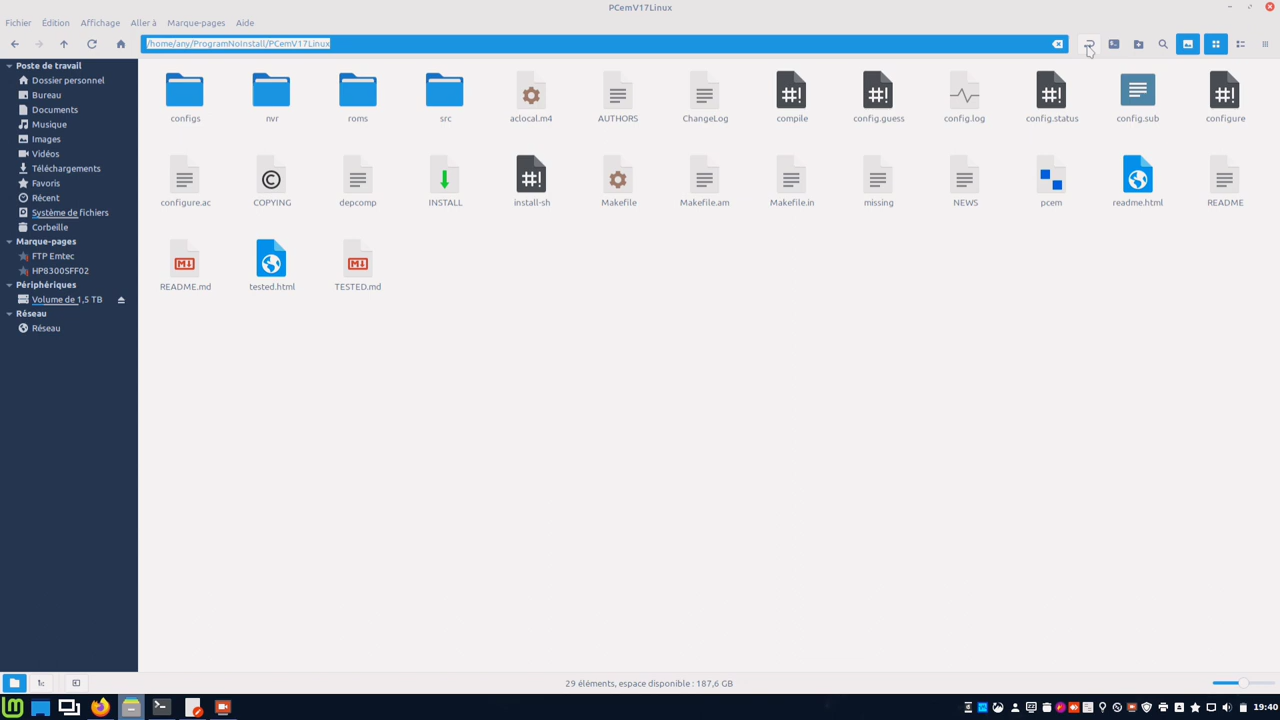 PCemV17Linux
Fichier Édition Affichage Aller à Marque-pages Aide
/home/any/ProgramNoInstall/PCemV17Linux
Poste de travail
Dossier personnel
Bureau
Documents
Musique
Images
Vidéos
Téléchargements
Favoris
Récent
Système de fichiers
Corbeille
Marque-pages
FTP Emtec
HP8300SFF02
Périphériques
Volume de 1,5 TB
Réseau
Réseau
configs nvr roms src aclocal.m4 AUTHORS ChangeLog compile config.guess config.log config.status config.sub configure
configure.ac COPYING depcomp INSTALL install-sh Makefile Makefile.am Makefile.in missing NEWS pcem readme.html README
README.md tested.html TESTED.md
29 éléments, espace disponible : 187,6 GB
19:40